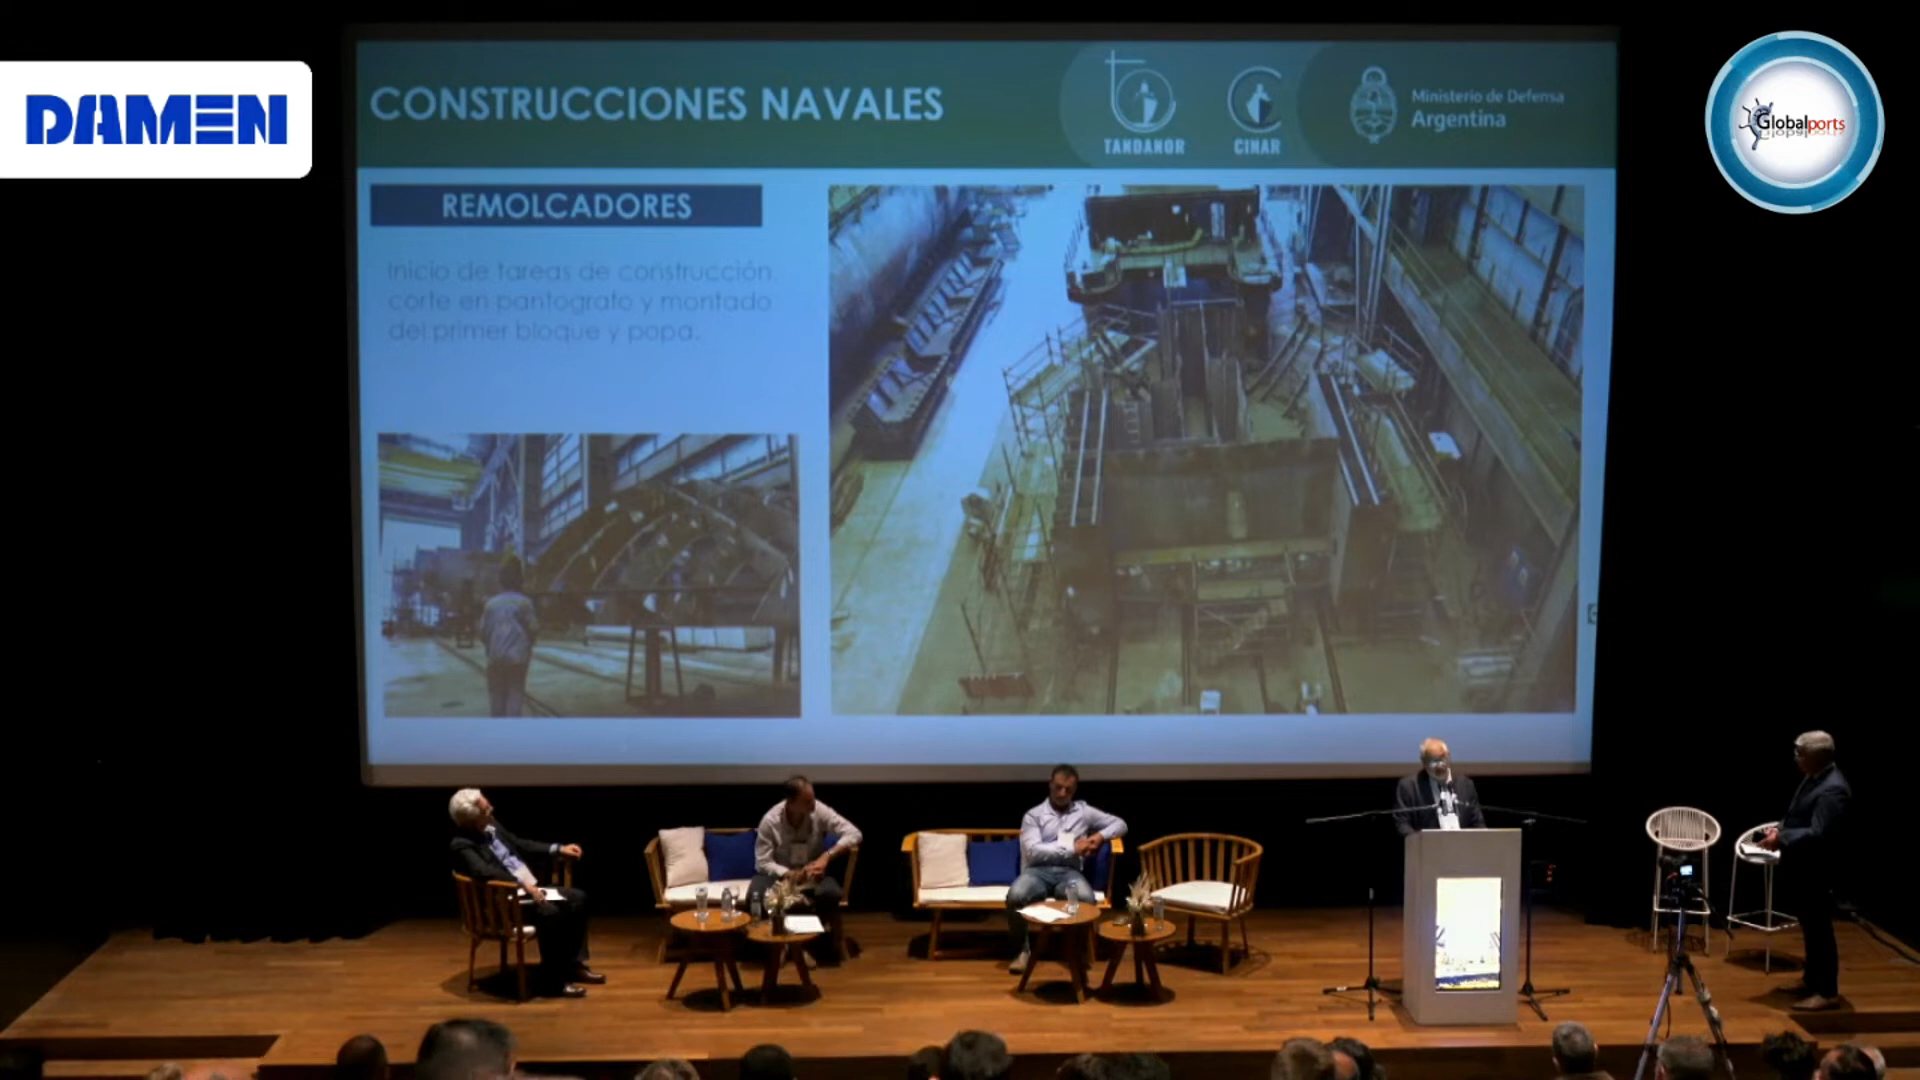 DAMEN
CONSTRUCCIONES NAVALES
TANDANOR
CINAR
Ministerio de Defensa
Argentina
Globalports
REMOLCADORES
Inicio de tareas de construcción.
corte en pantografo y montado
del primer bloque y popa.